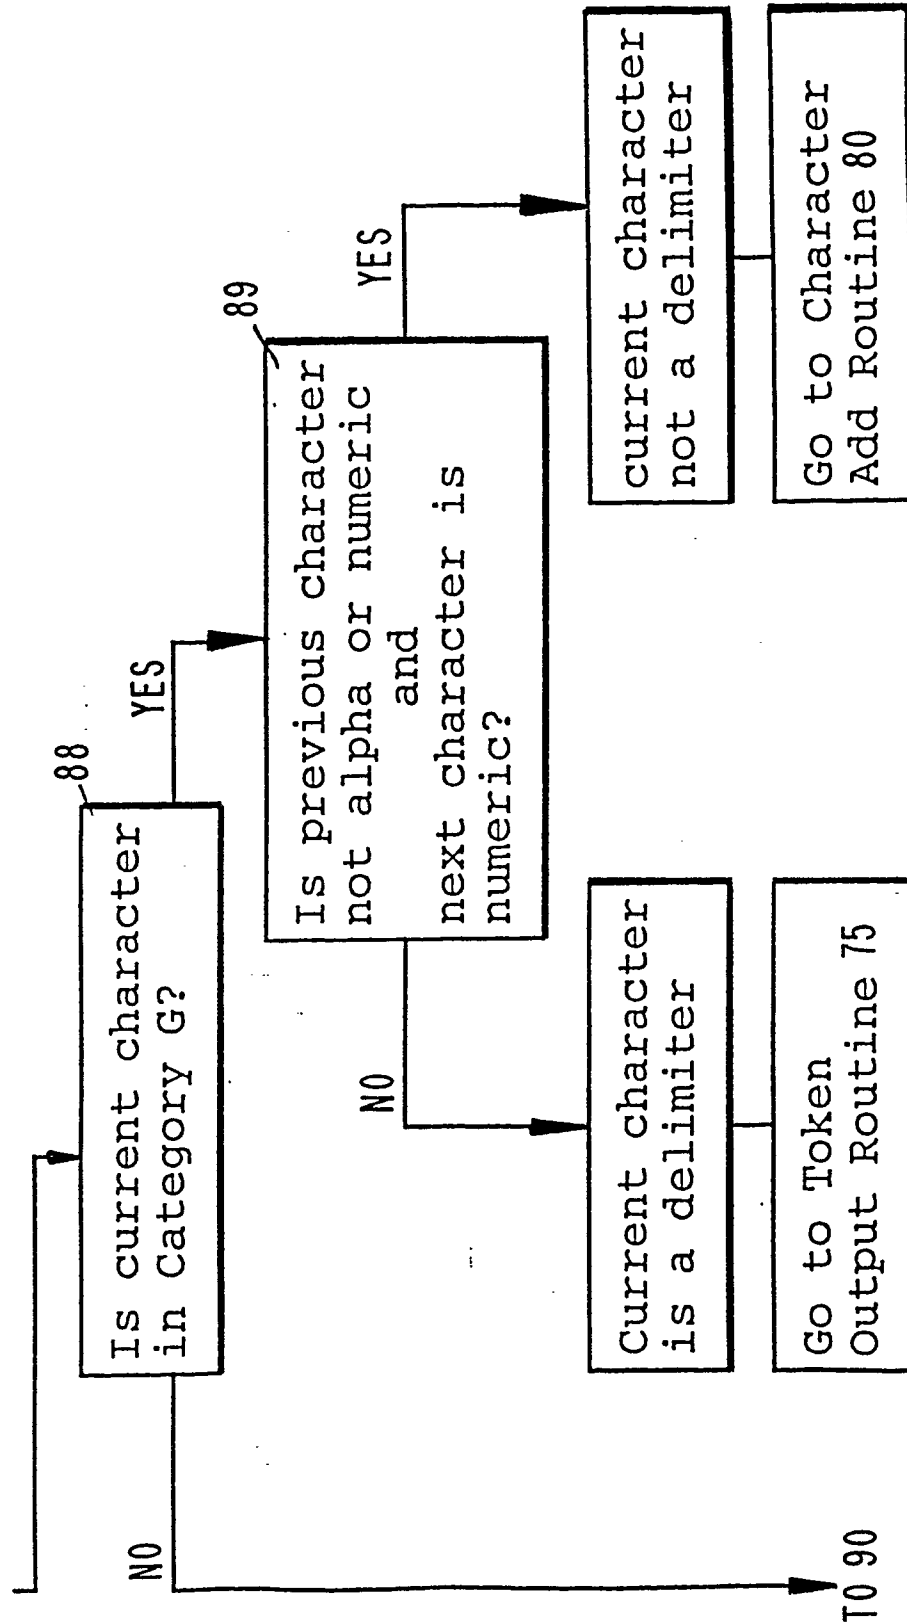 88
Is current character
in Category G?
NO
YES
89
Is previous character
not alpha or numeric
and
next character is
numeric?
NO
YES
Current character
is a delimiter
current character
not a delimiter
Go to Token
Output Routine 75
Go to Character
Add Routine 80
TO 90